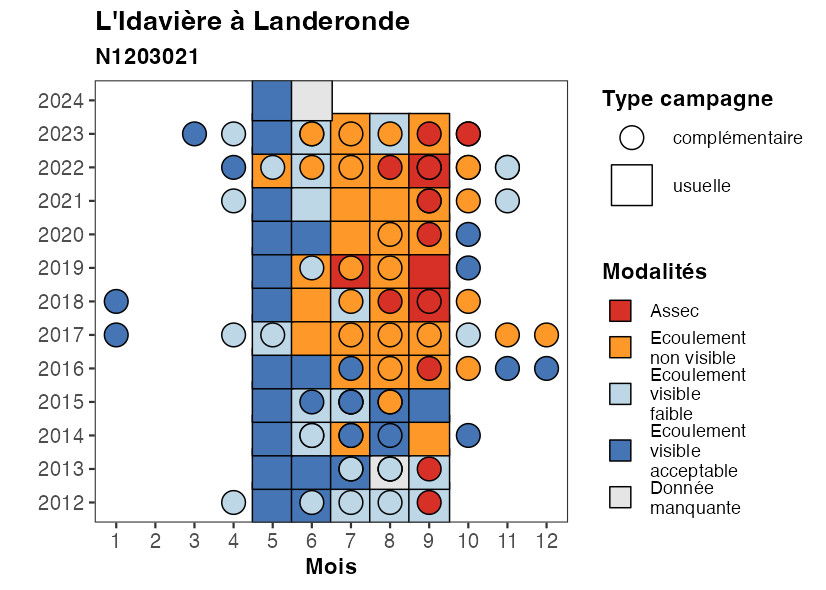 L'Idavière à Landeronde
N1203021
2024
2023
2022
2021
2020
2019
2018
2017
2016
2015
2014
2013
2012
1 2 3 4 5 6 7 8 9 10 11 12
Mois
Type campagne
complémentaire
usuelle
Modalités
Assec
Ecoulement
non visible
Ecoulement
visible
faible
Ecoulement
visible
acceptable
Donnée
manquante